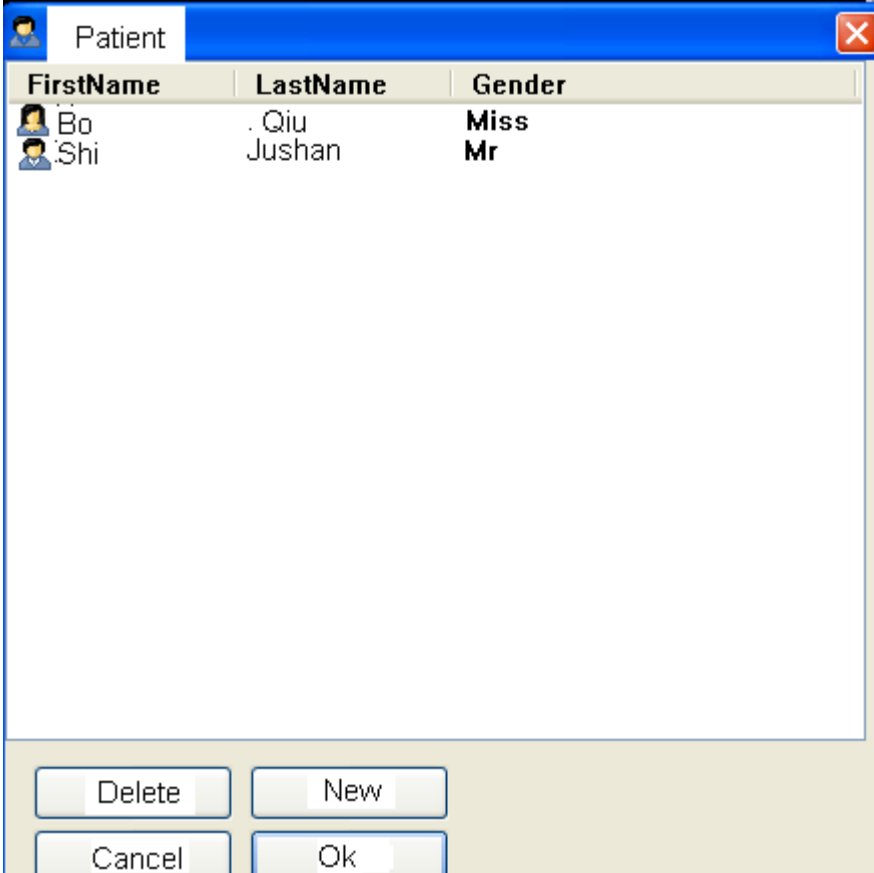 Patient
FirstName LastName Gender
Bo . Qiu Miss
Shi Jushan Mr
Delete New
Cancel Ok